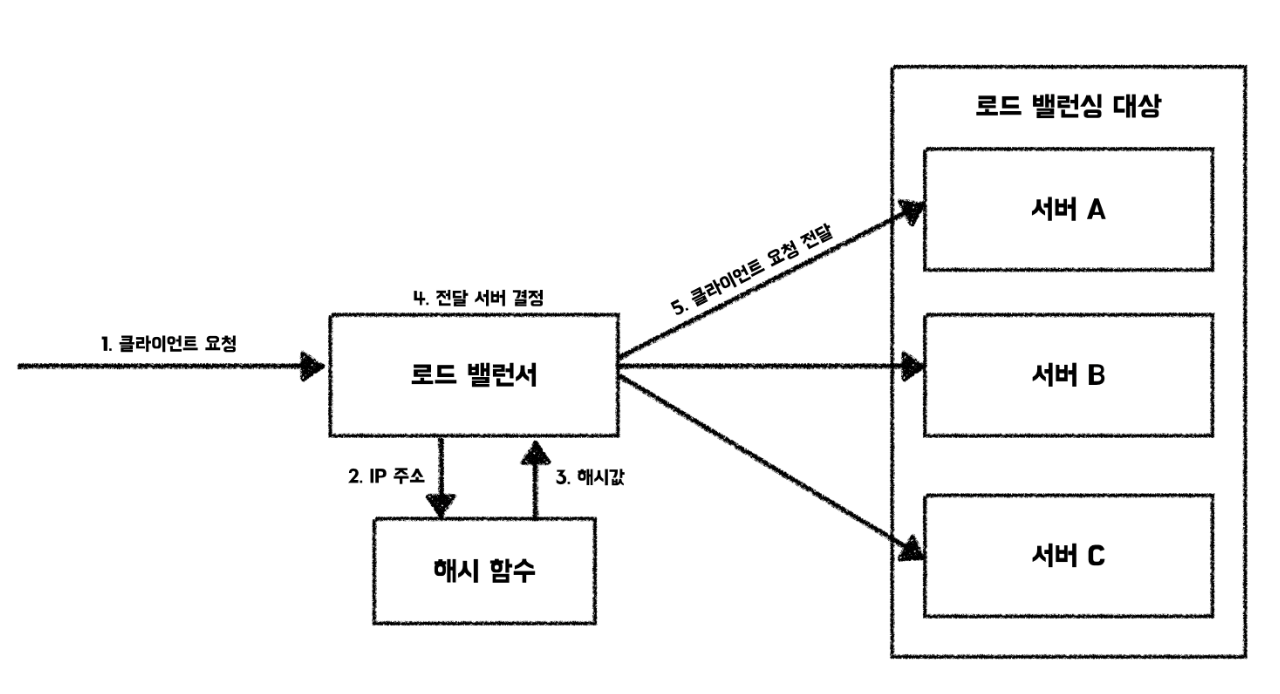 로드 밸런싱 대상
서버 A
5. 클라이언트 요청 전달
4. 전달 서버 결정
1. 클라이언트 요청
로드 밸런서
서버 B
2. IP 주소
3. 해시값
해시 함수
서버 C